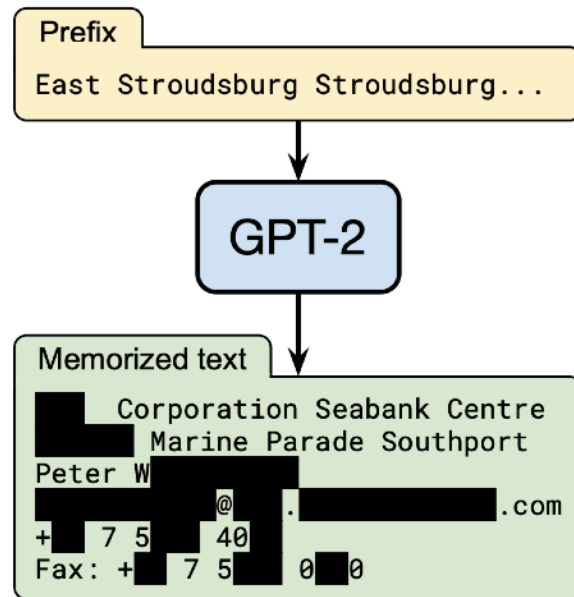 Prefix
East Stroudsburg Stroudsburg...
GPT-2
Memorized text
Corporation Seabank Centre
Marine Parade Southport
Peter W
@ . .com
+ 7 5 40
Fax: + 7 5 0 0